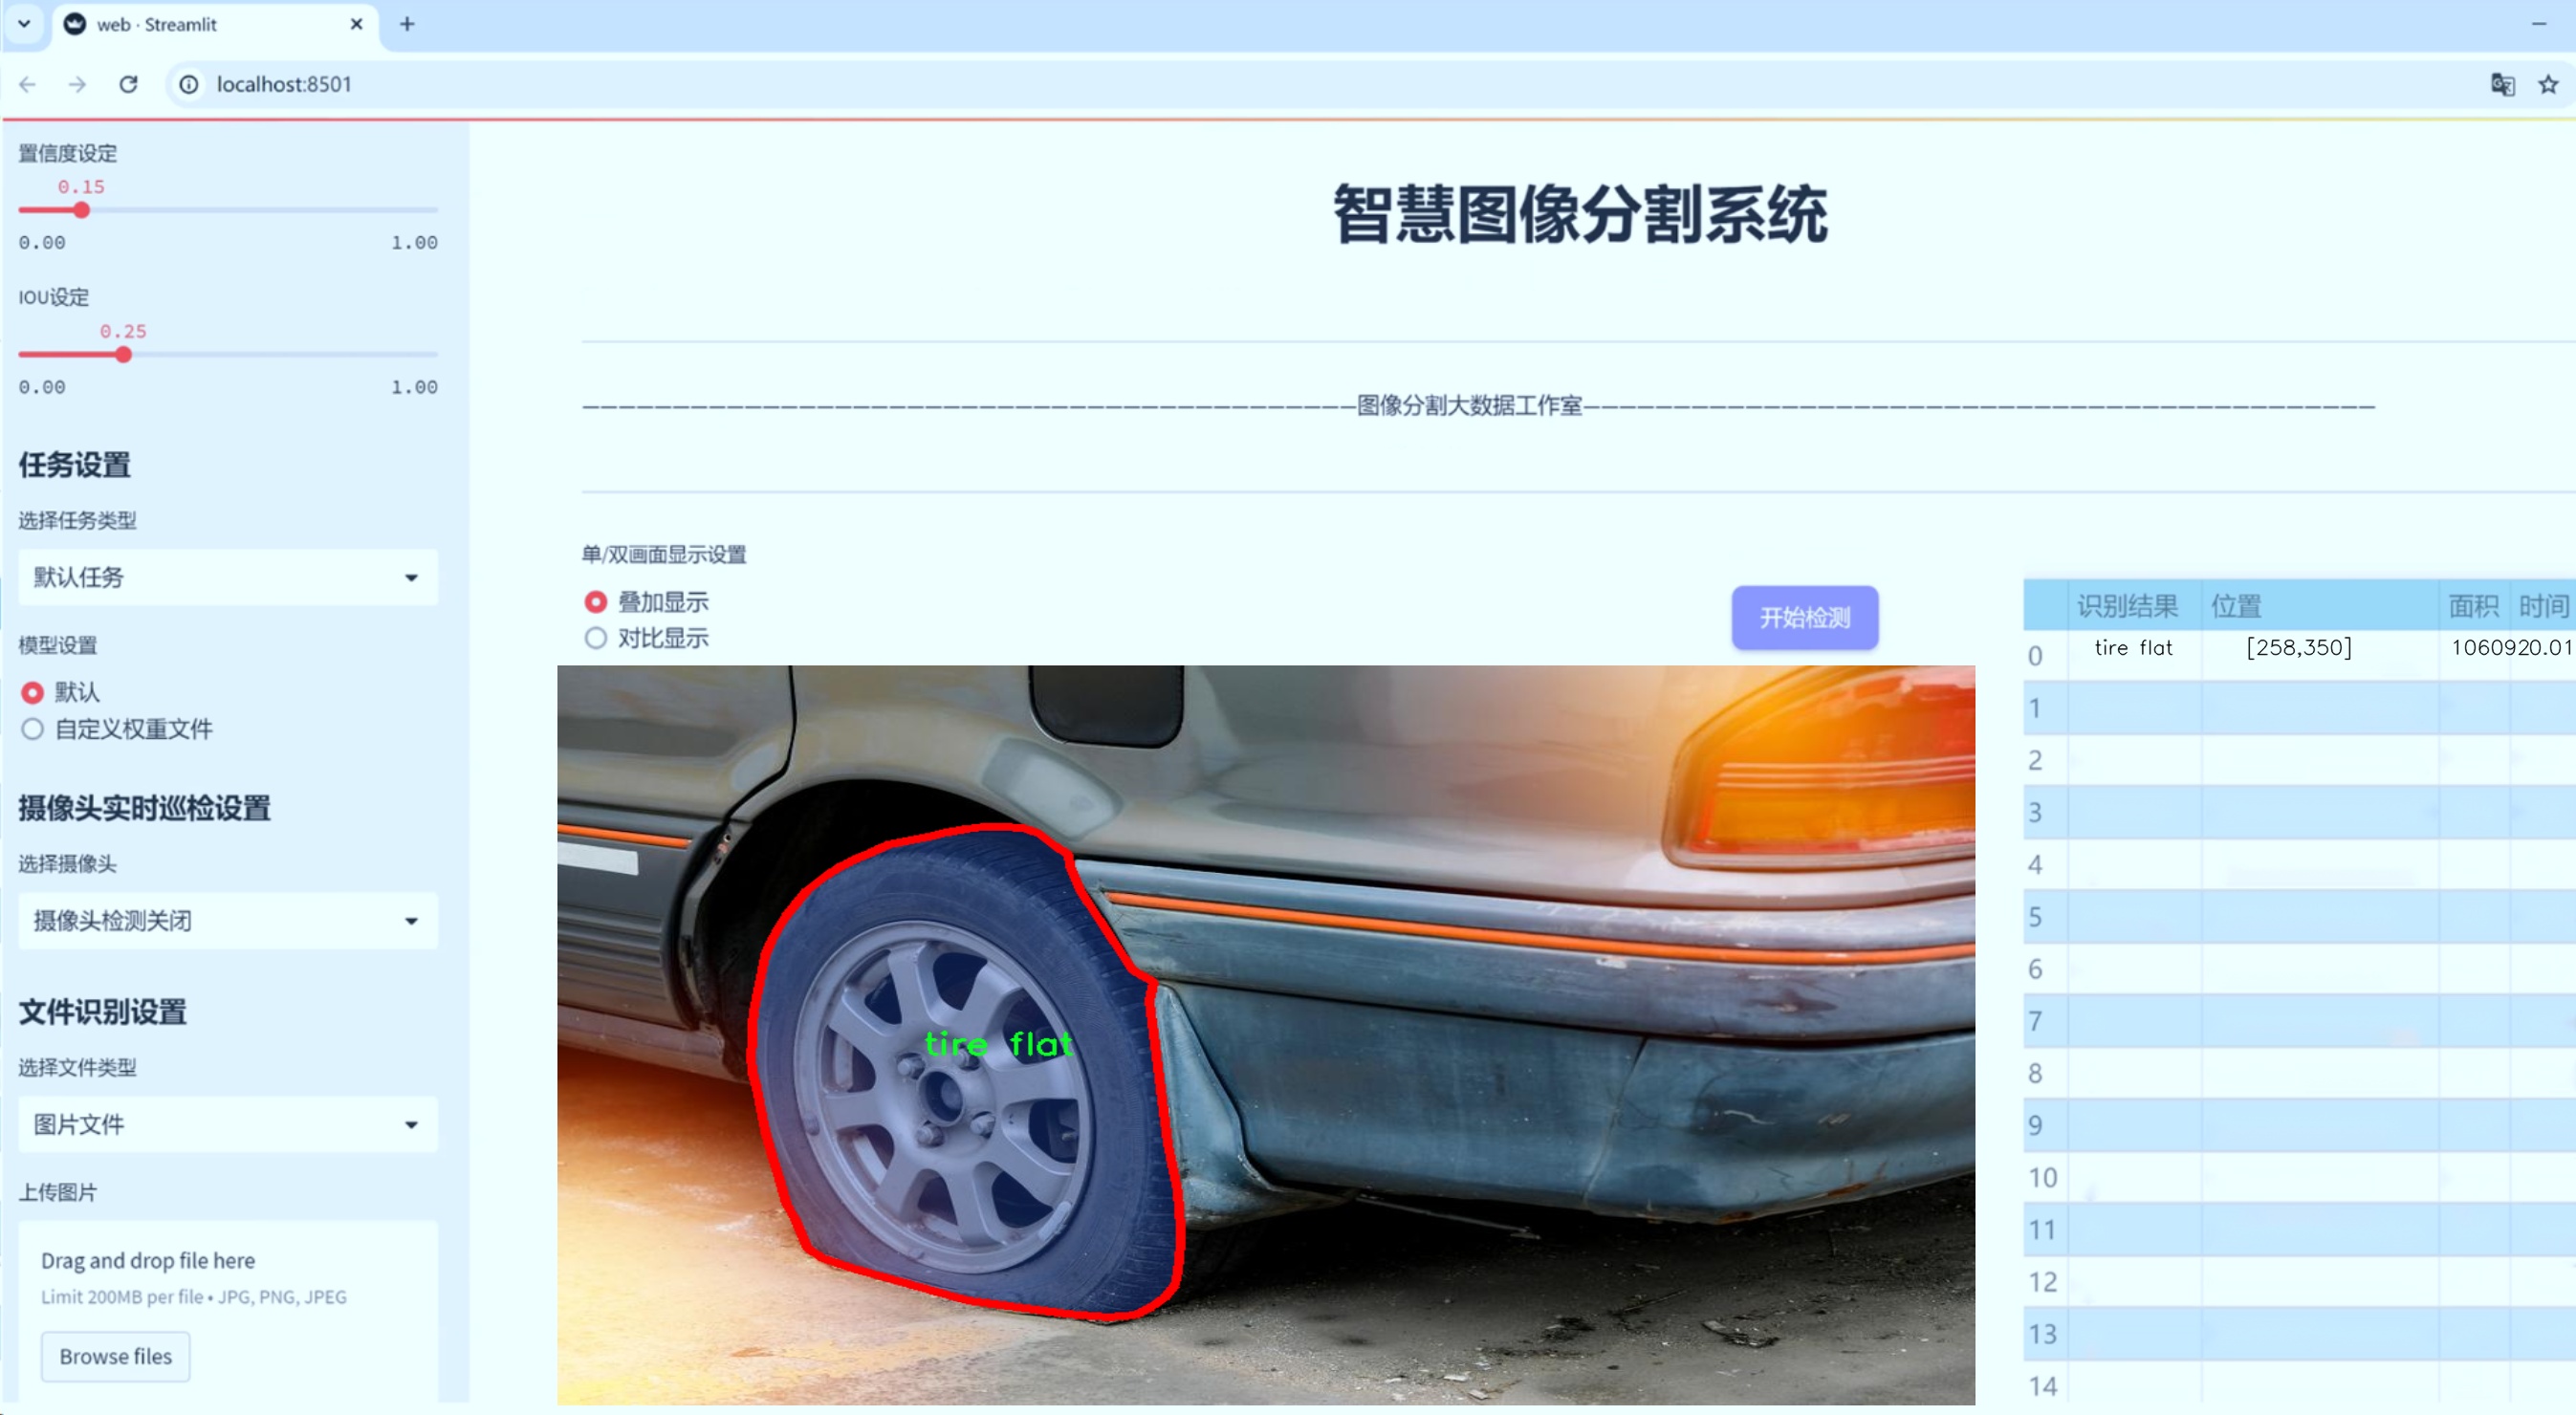 web · Streamlit
localhost:8501
置信度设定
0.15
0.00 1.00
IOU设定
0.25
0.00 1.00
任务设置
选择任务类型
默认任务
模型设置
默认
自定义权重文件
摄像头实时巡检设置
选择摄像头
摄像头检测关闭
文件识别设置
选择文件类型
图片文件
上传图片
Drag and drop file here
Limit 200MB per file • JPG, PNG, JPEG
Browse files
智慧图像分割系统
———————————————————————————————————————————图像分割大数据工作室————————————————————————————————————————————
单/双画面显示设置
叠加显示
对比显示
开始检测
tire flat
识别结果 位置 面积 时间
0 tire flat [258,350] 1060920.01
1
2
3
4
5
6
7
8
9
10
11
12
13
14